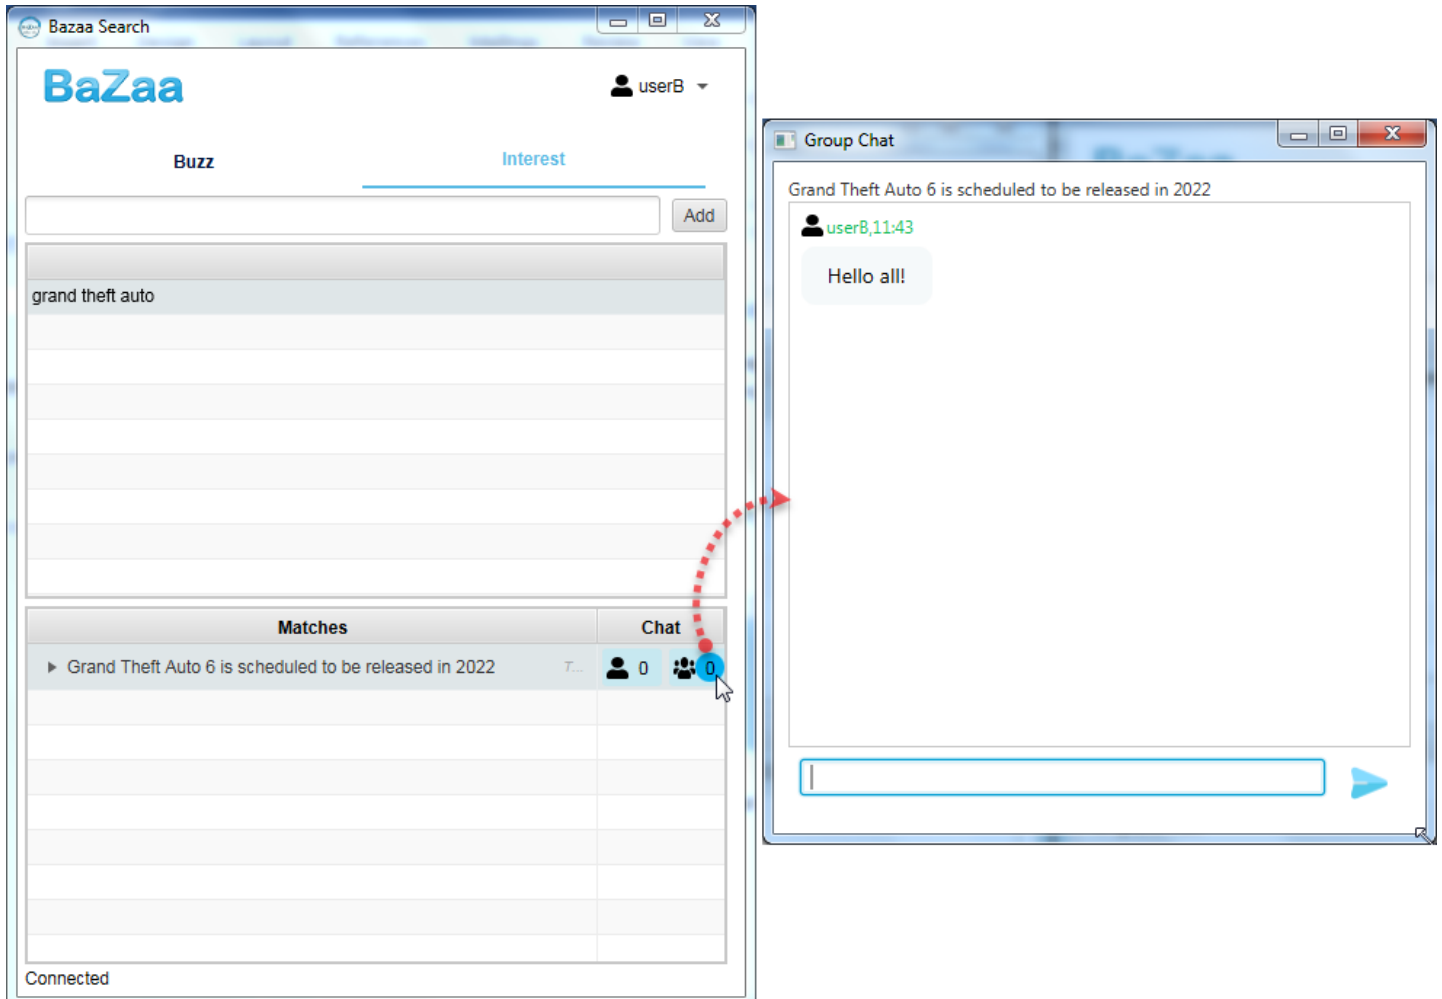 Bazaa Search
BaZaa
userB
Buzz
Interest
Add
grand theft auto
Matches
Chat
Grand Theft Auto 6 is scheduled to be released in 2022
T...
0
0
Connected
Group Chat
Grand Theft Auto 6 is scheduled to be released in 2022
userB,11:43
Hello all!